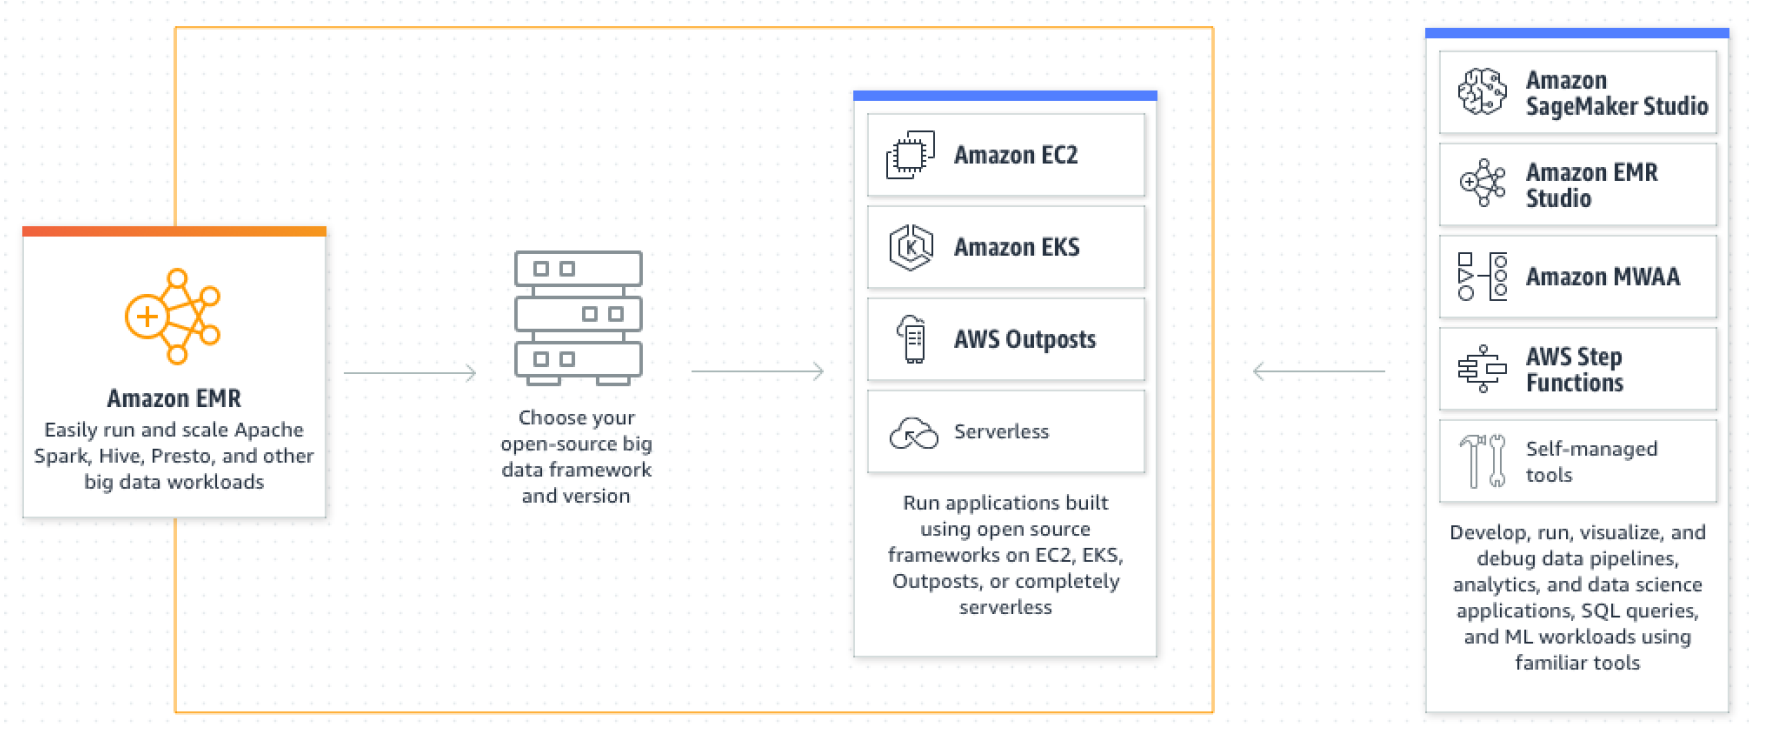 Amazon EMR
Easily run and scale Apache
Spark, Hive, Presto, and other
big data workloads
Choose your
open-source big
data framework
and version
Amazon EC2
Amazon EKS
AWS Outposts
Serverless
Run applications built
using open source
frameworks on EC2, EKS,
Outposts, or completely
serverless
Amazon
SageMaker Studio
Amazon EMR
Studio
Amazon MWAA
AWS Step
Functions
Self-managed
tools
Develop, run, visualize, and
debug data pipelines,
analytics, and data science
applications, SQL queries,
and ML workloads using
familiar tools